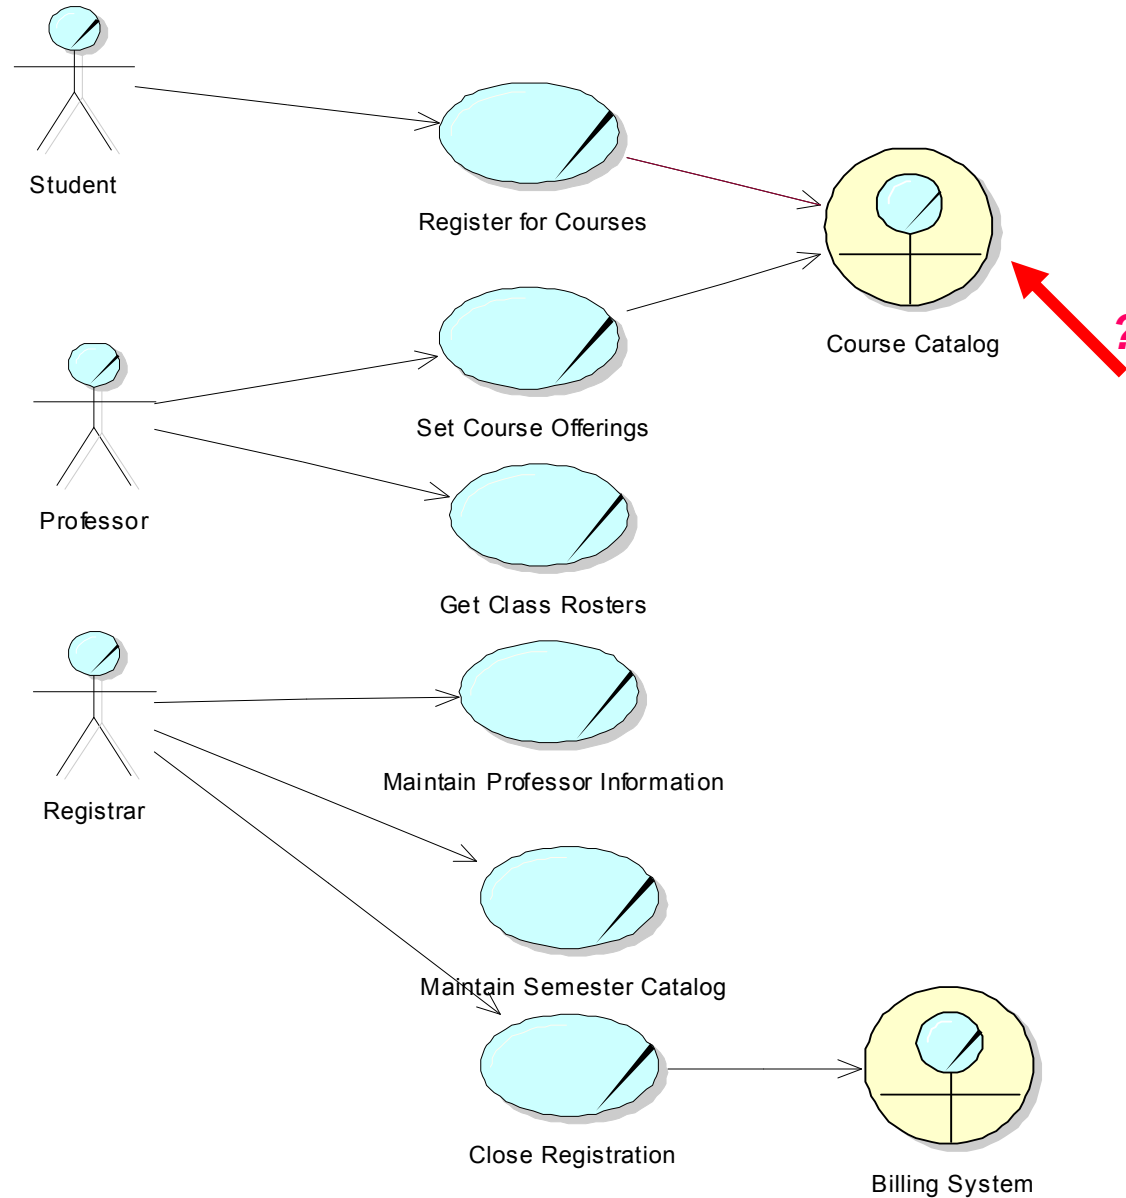 Student
Register for Courses
Course Catalog
?
Set Course Offerings
Professor
Get Class Rosters
Maintain Professor Information
Registrar
Maintain Semester Catalog
Close Registration
Billing System